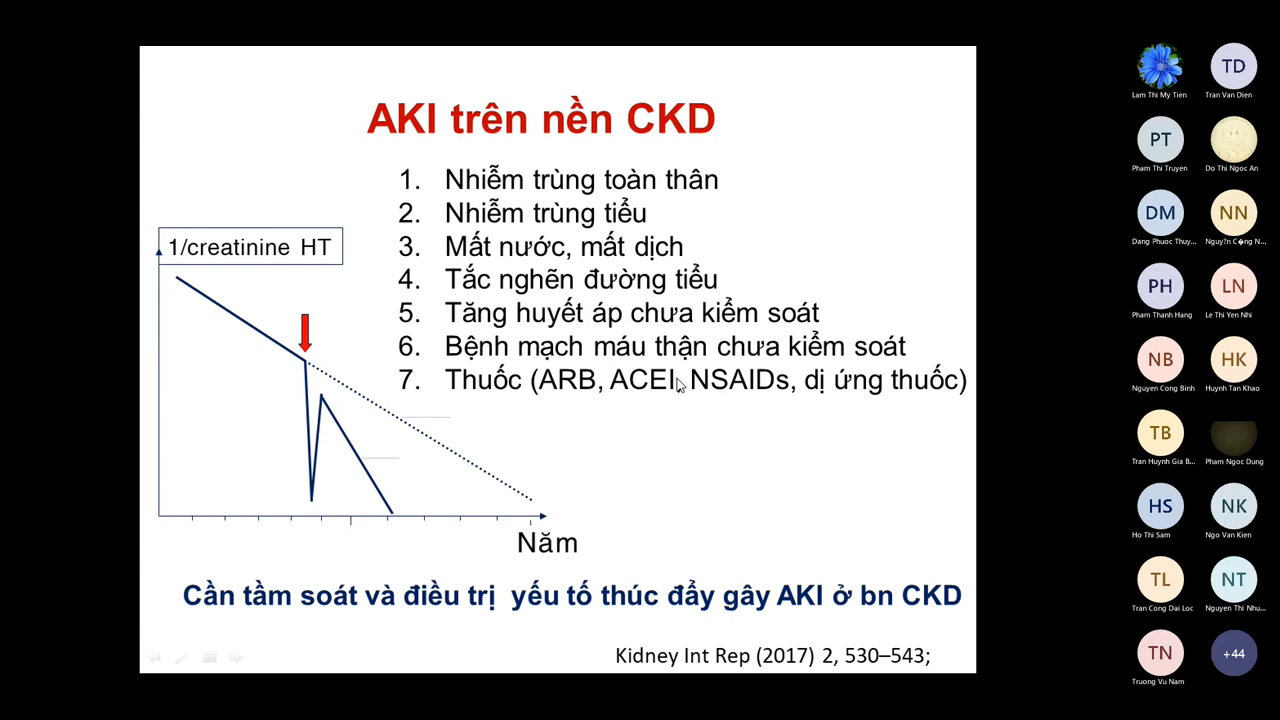 AKI trên nền CKD
1. Nhiễm trùng toàn thân
2. Nhiễm trùng tiểu
3. Mất nước, mất dịch
4. Tắc nghẽn đường tiểu
5. Tăng huyết áp chưa kiểm soát
6. Bệnh mạch máu thận chưa kiểm soát
7. Thuốc (ARB, ACEI, NSAIDs, dị ứng thuốc)
1/creatinine HT
Năm
Cần tầm soát và điều trị yếu tố thúc đẩy gây AKI ở bn CKD
Kidney Int Rep (2017) 2, 530–543;
TD
Lam Thi My Tien
Tran Van Dien
PT
Pham Thi Truyen
Do Thi Ngoc An
DM
NN
Dang Phuoc Thuy...
Nguy?n C�ng N...
PH
LN
Pham Thanh Hang
Le Thi Yen Nhi
NB
HK
Nguyen Cong Binh
Huynh Tan Khao
TB
Tran Huynh Gia B...
Pham Ngoc Dung
HS
NK
Ho Thi Sam
Ngo Van Kien
TL
NT
Tran Cong Dai Loc
Nguyen Thi Nhu...
TN
+44
Truong Vu Nam